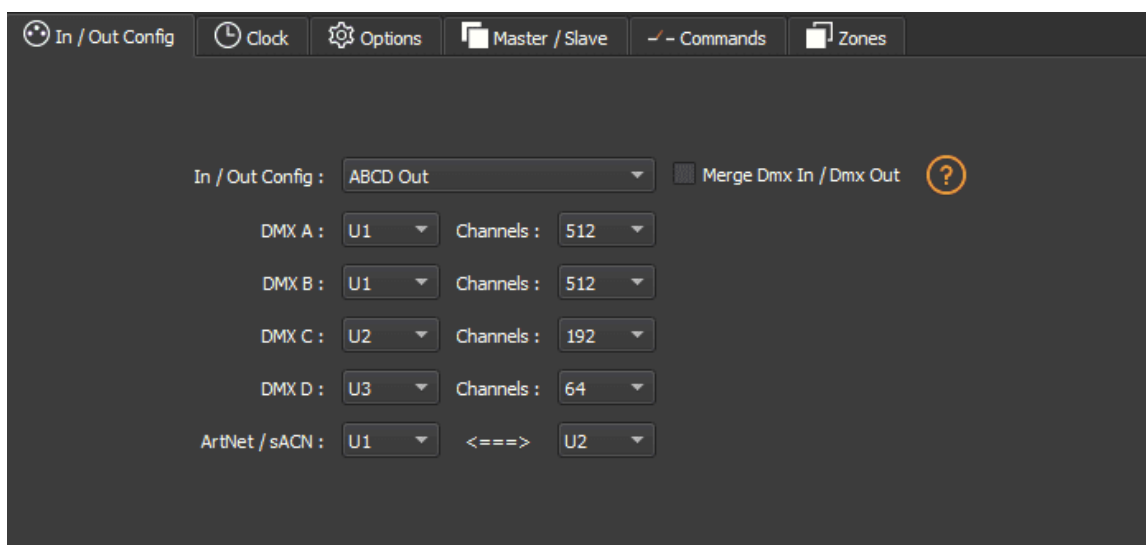 In / Out Config Clock Options Master / Slave Commands Zones
In / Out Config : ABCD Out Merge Dmx In / Dmx Out ?
DMX A : U1 Channels : 512
DMX B : U1 Channels : 512
DMX C : U2 Channels : 192
DMX D : U3 Channels : 64
ArtNet / sACN : U1 <===> U2